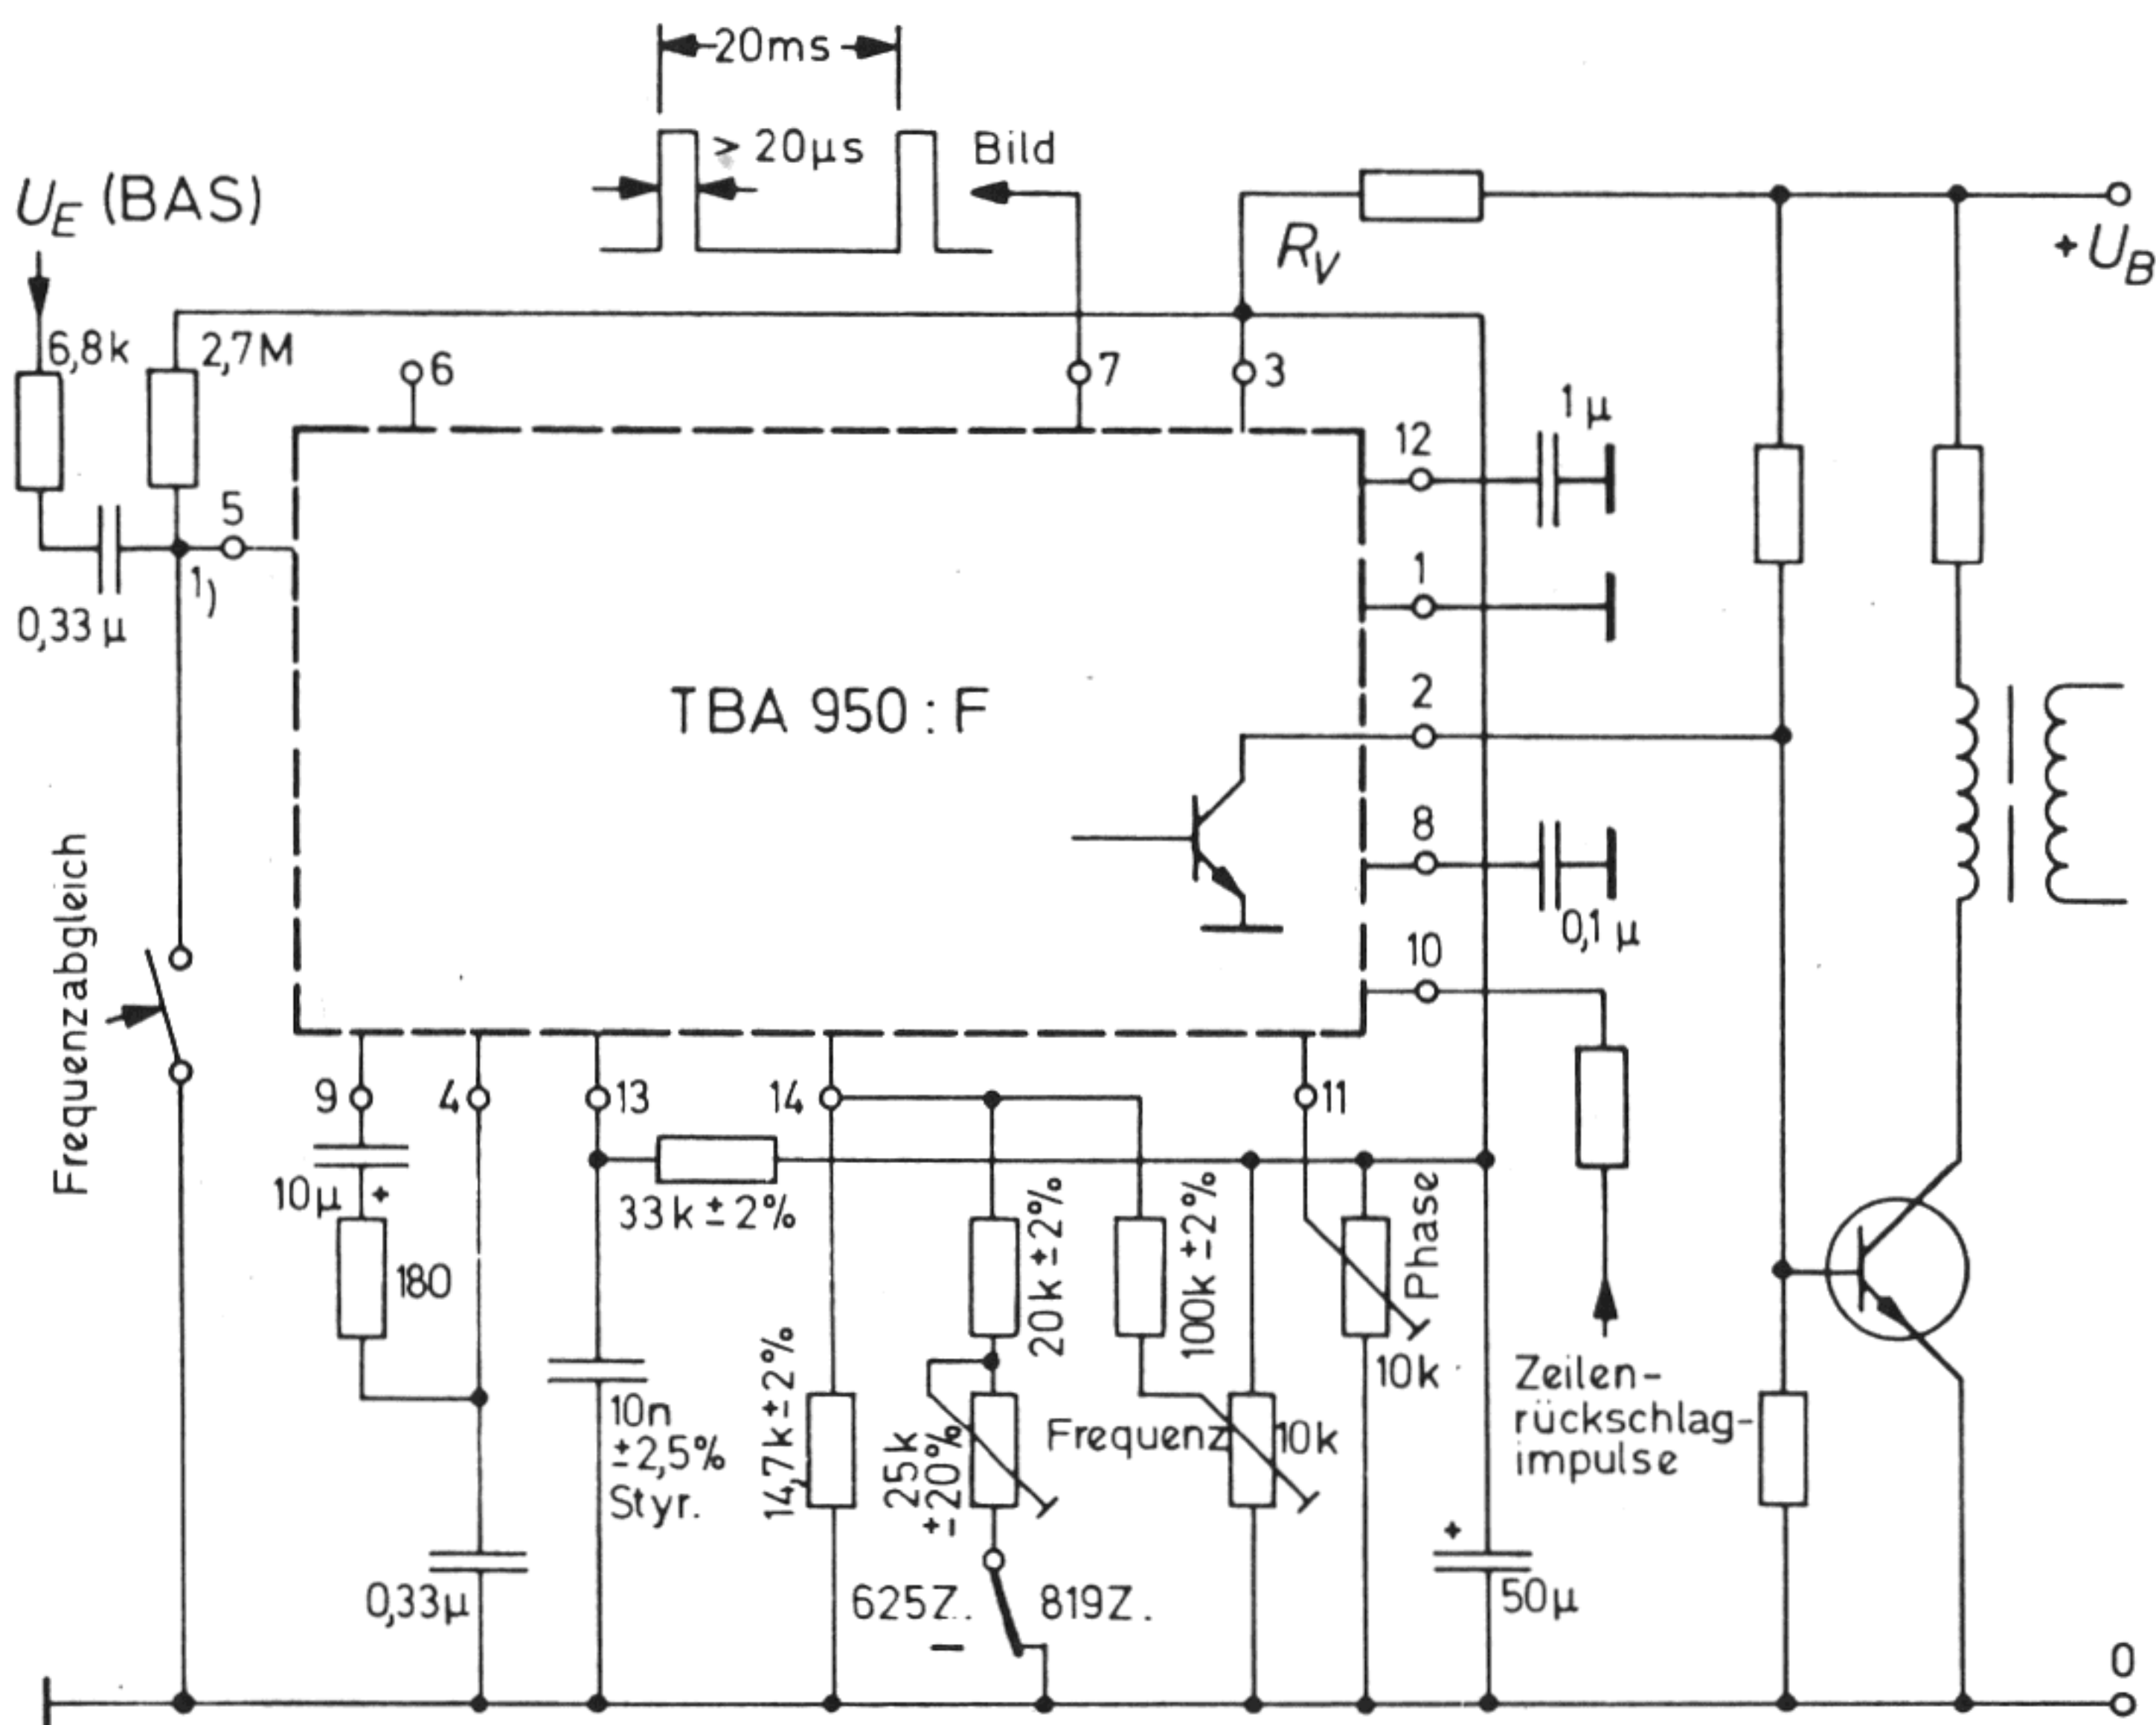 20ms
> 20µs
Bild
U_E (BAS)
R_V
+U_B
6,8k
2,7M
6
7
3
1µ
12
5
1)
0,33µ
1
TBA 950:F
2
8
0,1µ
10
Frequenzabgleich
9
4
13
14
11
10µ +
33k ±2%
180
20k ±2%
100k ±2%
Phase
10k
14,7k ±2%
10n
±2,5%
Styr.
25k
±20%
Frequenz
10k
Zeilen-
rückschlag-
impulse
+
50µ
0,33µ
625Z.
819Z.
0